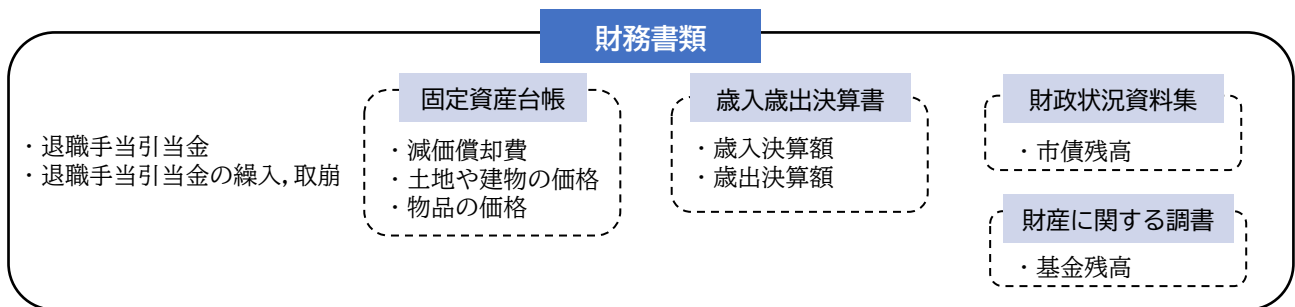 財務書類
・退職手当引当金
・退職手当引当金の繰入，取崩
固定資産台帳
・減価償却費
・土地や建物の価格
・物品の価格
歳入歳出決算書
・歳入決算額
・歳出決算額
財政状況資料集
・市債残高
財産に関する調書
・基金残高